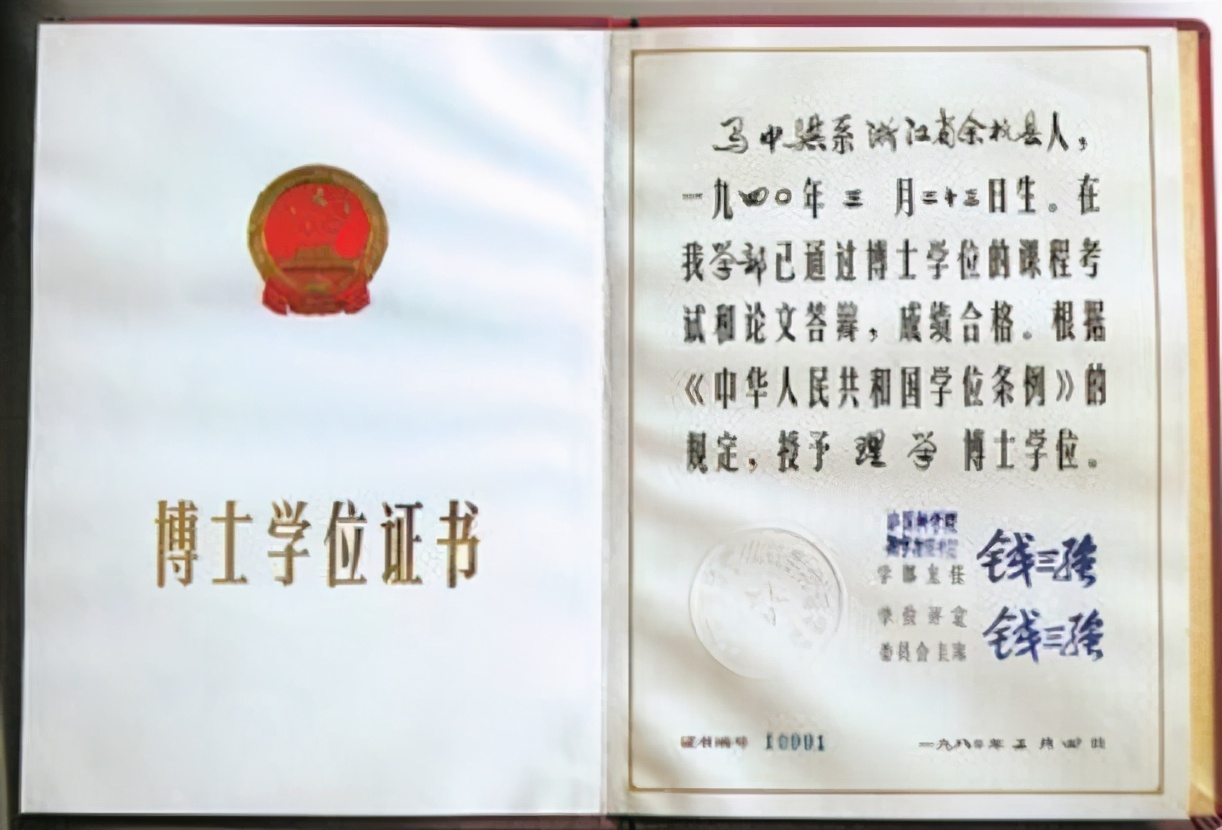 博士学位证书
马中骐系浙江省余杭县人，
一九四〇年三 月二十三日生。在
我学部已通过博士学位的课程考
试和论文答辩，成绩合格。根据
《中华人民共和国学位条例》的
规定，授予 理 学 博士学位。
中国科学院
学部主任 钱三强
学位评定
委员会主席 钱三强
证书编号 10001